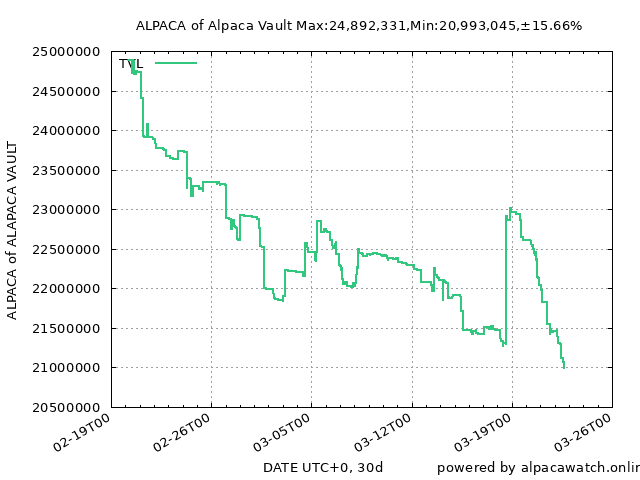 ALPACA of Alpaca Vault Max:24,892,331,Min:20,993,045,±15.66%
25000000
TVL
24500000
24000000
23500000
23000000
22500000
22000000
21500000
21000000
20500000
ALPACA of ALAPACA VAULT
02-19T00
02-26T00
03-05T00
03-12T00
03-19T00
03-26T00
DATE UTC+0, 30d
powered by alpacawatch.onlin